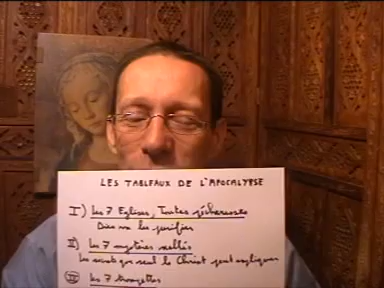 LES TABLEAUX DE L'APOCALYPSE
I) Les 7 Eglises, Toutes pécheresses
Dieu va les purifier
II) Les 7 mystères scellés
Les secrets que seul le Christ peut expliquer
III) Les 7 trompettes